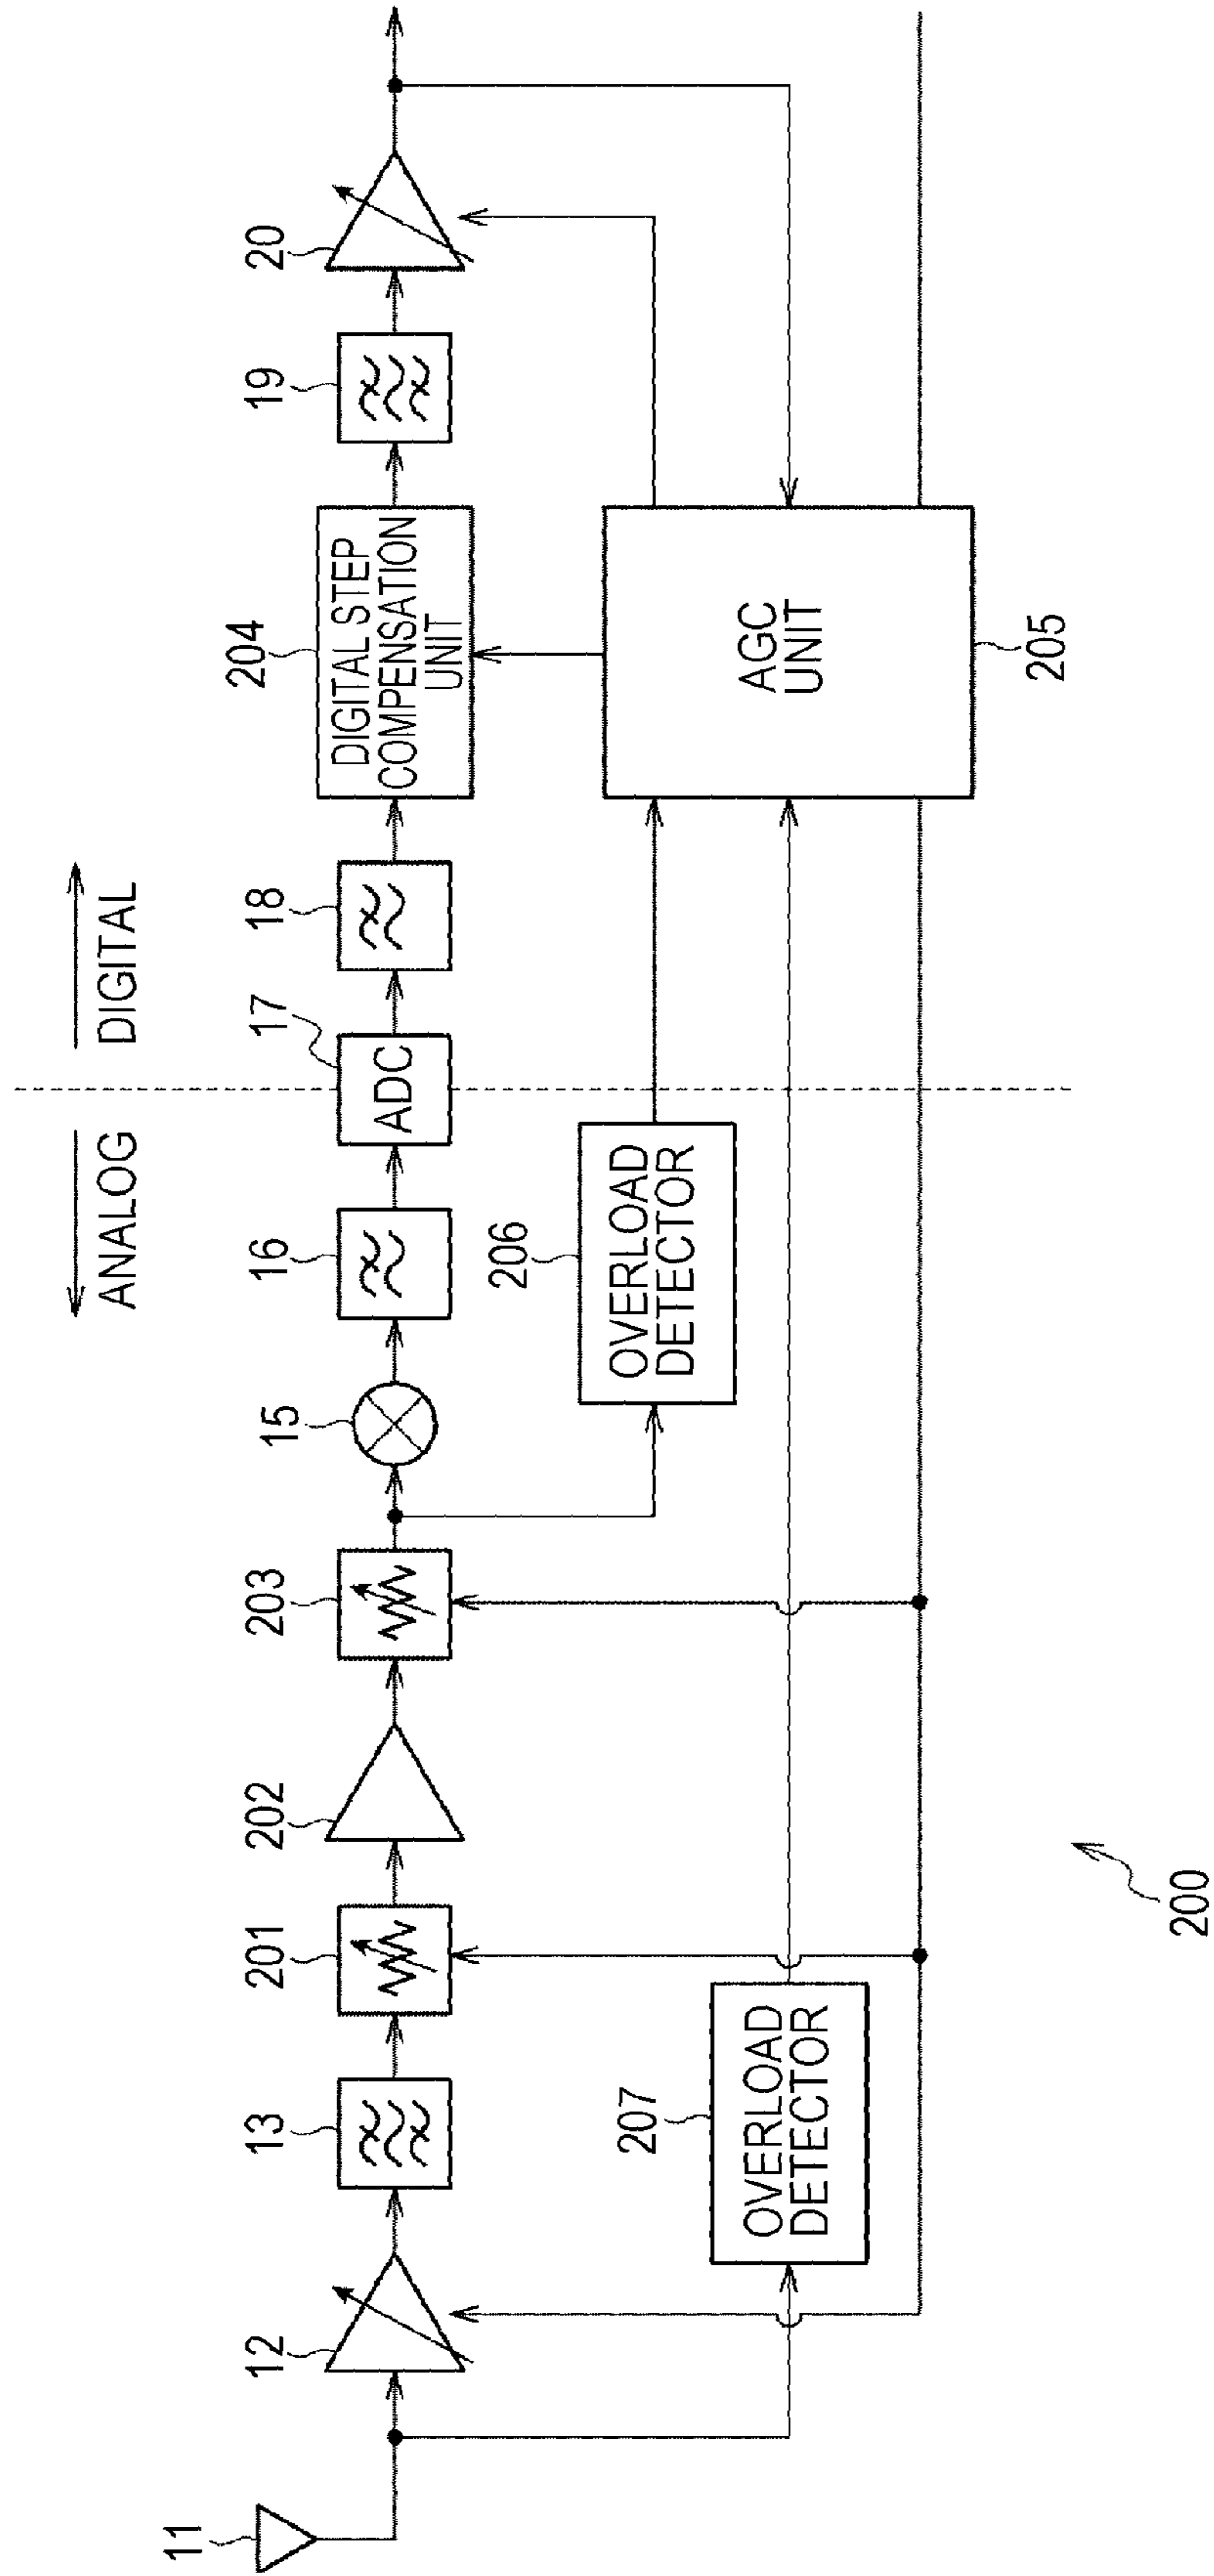 ANALOG
DIGITAL
11
12
13
201
202
203
15
16
17
ADC
18
204
DIGITAL STEP
COMPENSATION
UNIT
19
20
206
OVERLOAD
DETECTOR
207
OVERLOAD
DETECTOR
AGC
UNIT
205
200